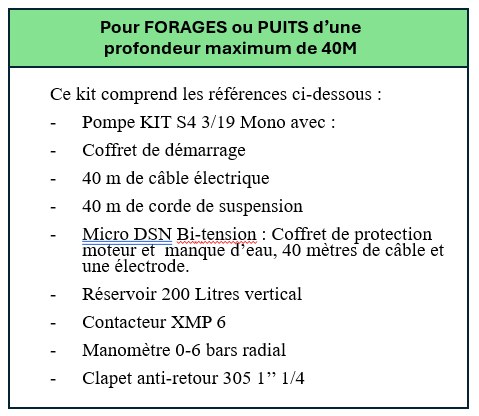 Pour FORAGES ou PUITS d’une
profondeur maximum de 40M
Ce kit comprend les références ci-dessous :
- Pompe KIT S4 3/19 Mono avec :
- Coffret de démarrage
- 40 m de câble électrique
- 40 m de corde de suspension
- Micro DSN Bi-tension : Coffret de protection
moteur et  manque d’eau, 40 mètres de câble et
une électrode.
- Réservoir 200 Litres vertical
- Contacteur XMP 6
- Manomètre 0-6 bars radial
- Clapet anti-retour 305 1’’ 1/4